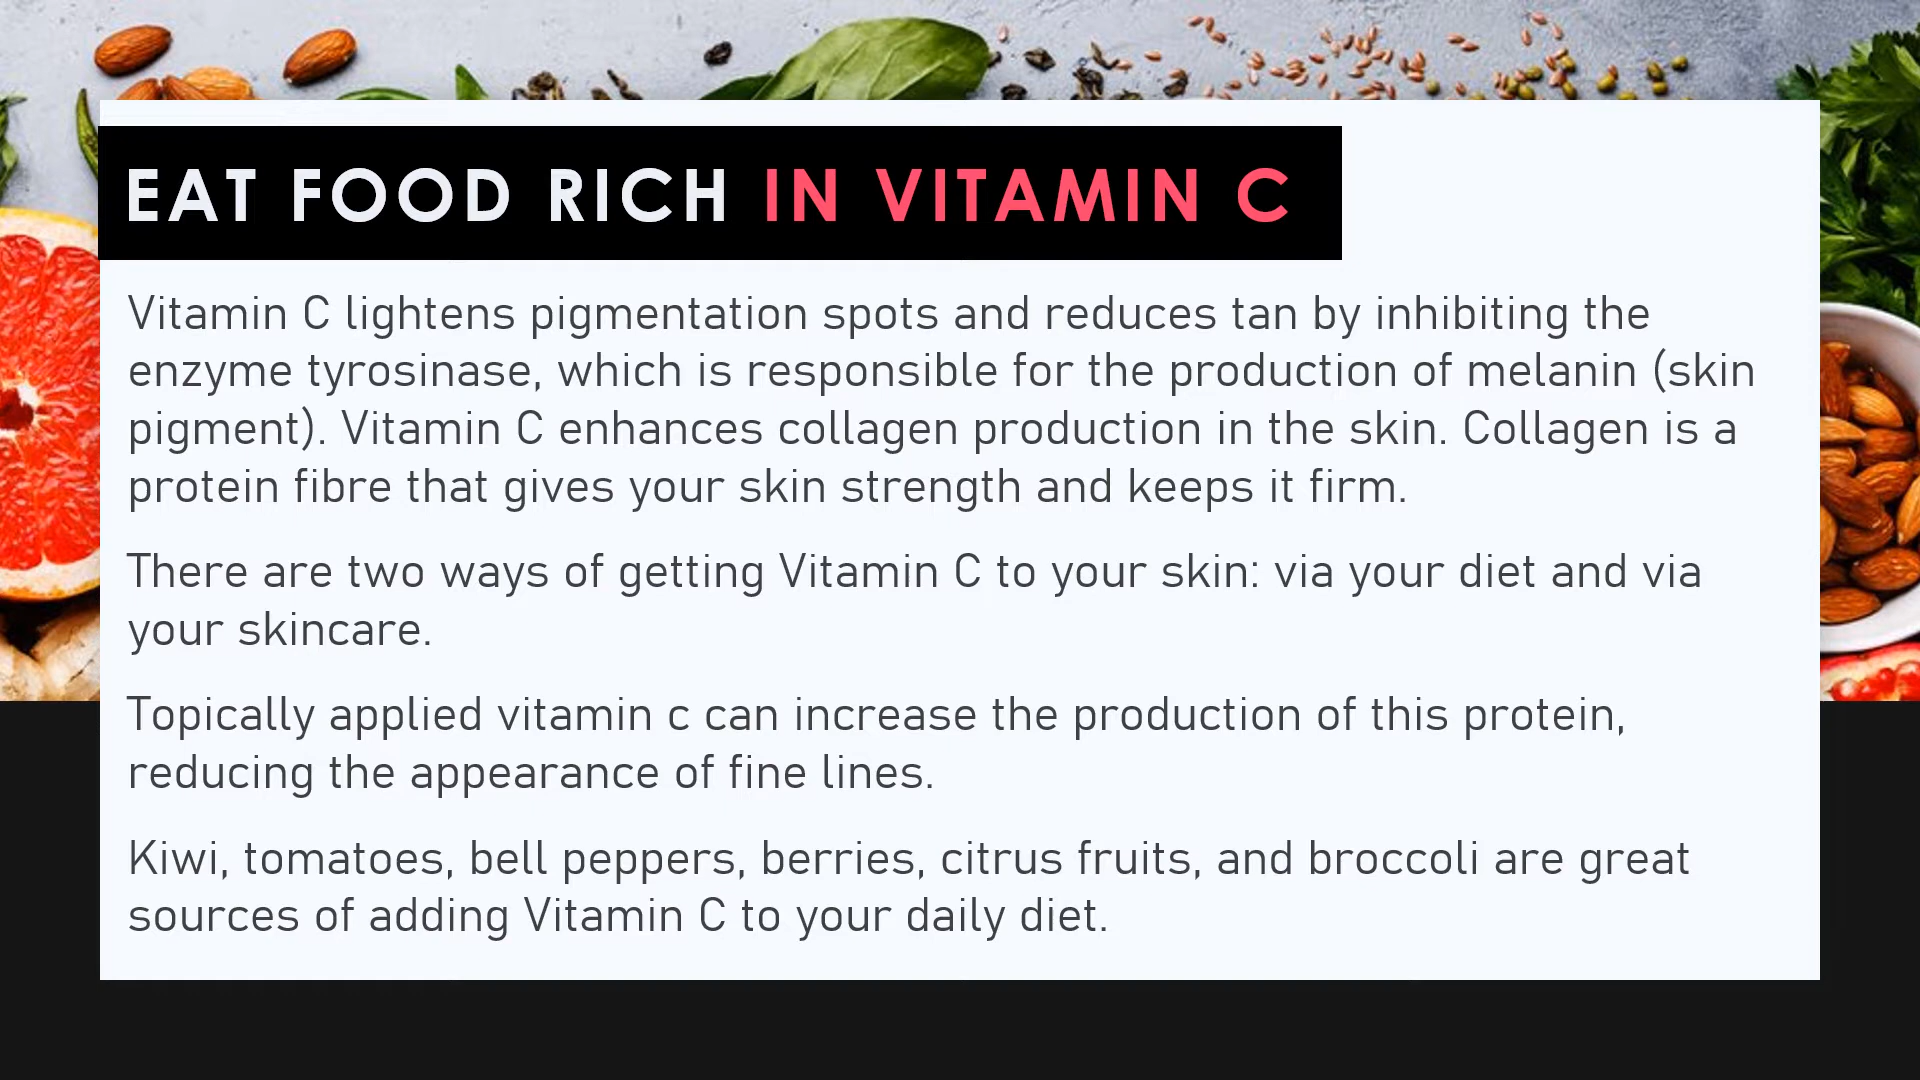 EAT FOOD RICH IN VITAMIN C
Vitamin C lightens pigmentation spots and reduces tan by inhibiting the
enzyme tyrosinase, which is responsible for the production of melanin (skin
pigment). Vitamin C enhances collagen production in the skin. Collagen is a
protein fibre that gives your skin strength and keeps it firm.
There are two ways of getting Vitamin C to your skin: via your diet and via
your skincare.
Topically applied vitamin c can increase the production of this protein,
reducing the appearance of fine lines.
Kiwi, tomatoes, bell peppers, berries, citrus fruits, and broccoli are great
sources of adding Vitamin C to your daily diet.